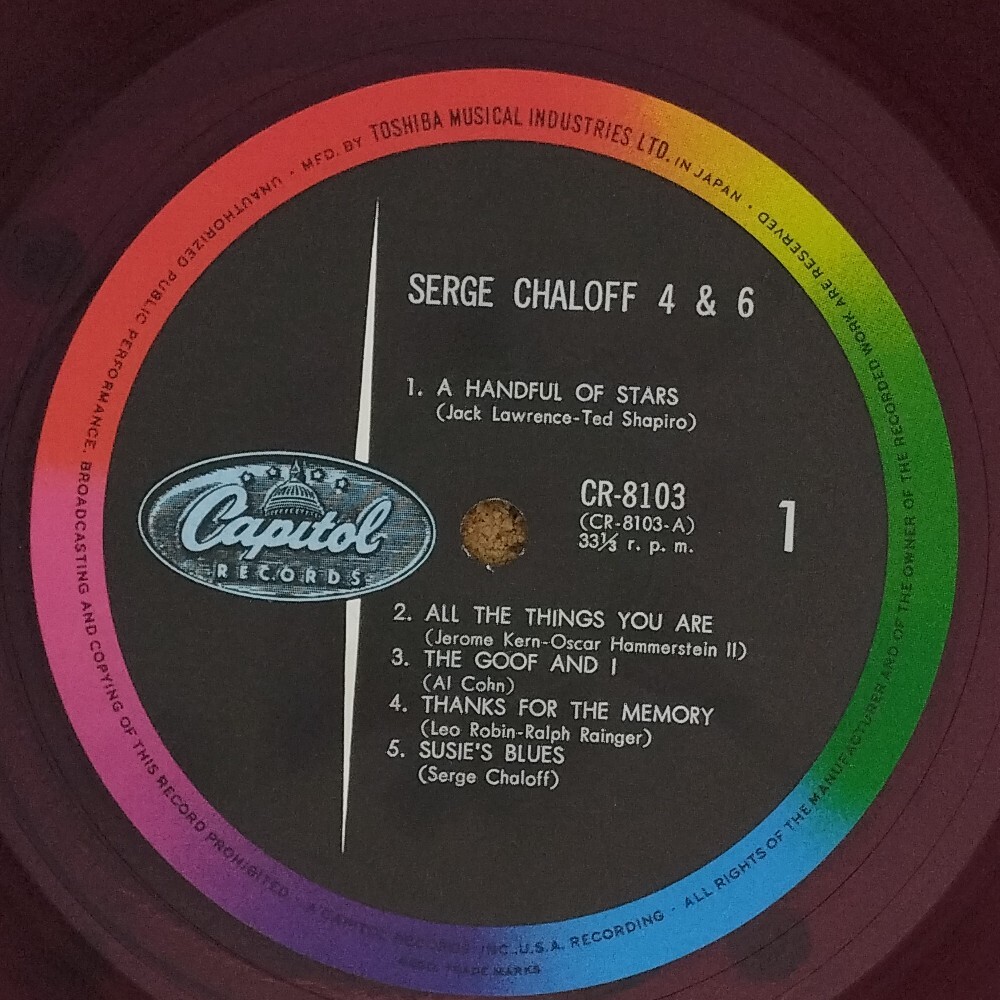 MFD. BY TOSHIBA MUSICAL INDUSTRIES LTD. IN JAPAN · UNAUTHORIZED PUBLIC PERFORMANCE, BROADCASTING AND COPYING OF THIS RECORD PROHIBITED · A CAPITOL RECORDS, INC., U.S.A. RECORDING · ALL RIGHTS OF THE MANUFACTURER AND OF THE OWNER OF THE RECORDED WORK ARE RESERVED ·
TRADE MARKS
SERGE CHALOFF 4 & 6
1. A HANDFUL OF STARS
(Jack Lawrence-Ted Shapiro)
Capitol
RECORDS
CR-8103
(CR-8103-A)
33⅓ r. p. m.
1
2. ALL THE THINGS YOU ARE
(Jerome Kern-Oscar Hammerstein II)
3. THE GOOF AND I
(Al Cohn)
4. THANKS FOR THE MEMORY
(Leo Robin-Ralph Rainger)
5. SUSIE'S BLUES
(Serge Chaloff)